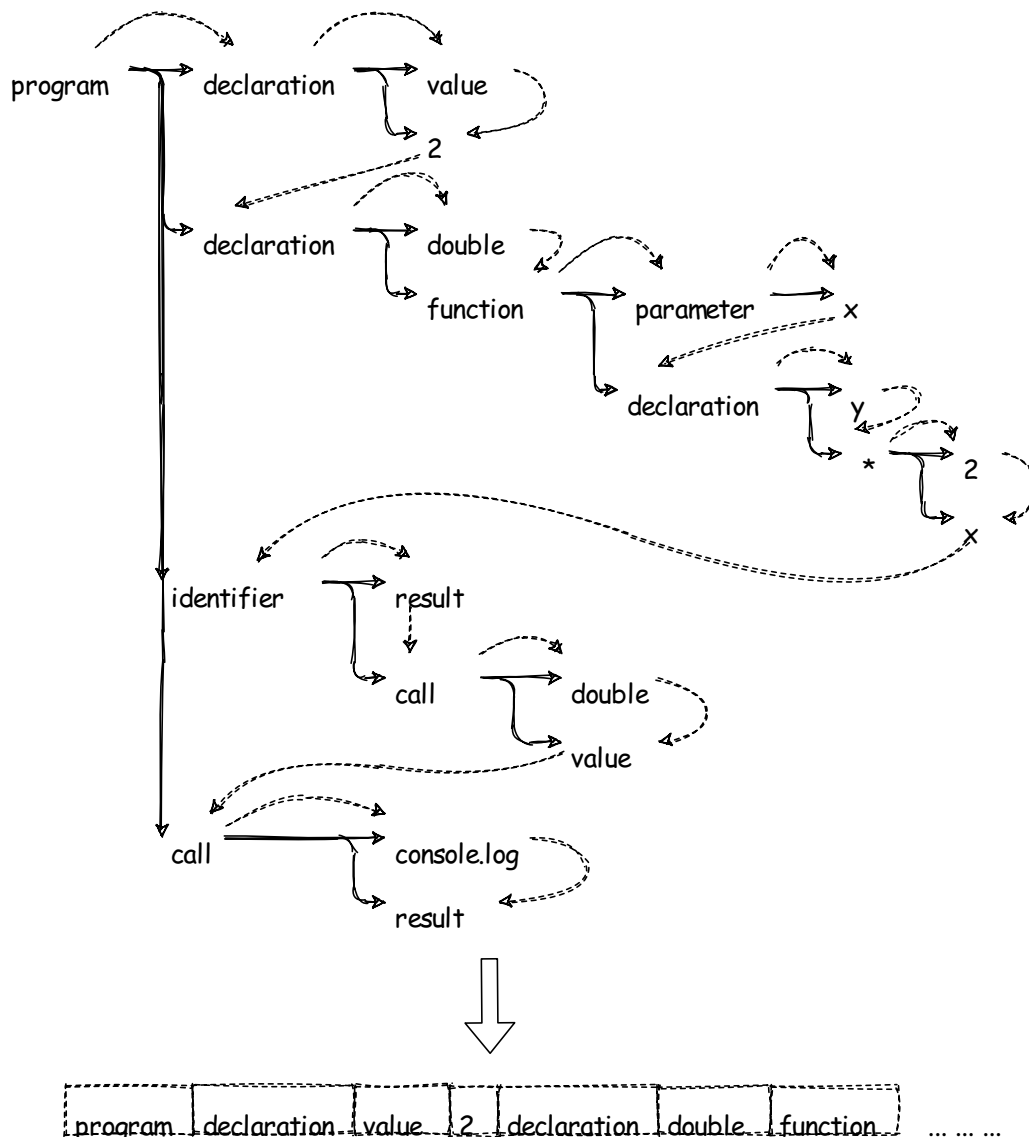 program declaration value
2
declaration double
function parameter x
declaration y
* 2
x
identifier result
call double
value
call console.log
result
program declaration value 2 declaration double function ... ... ...